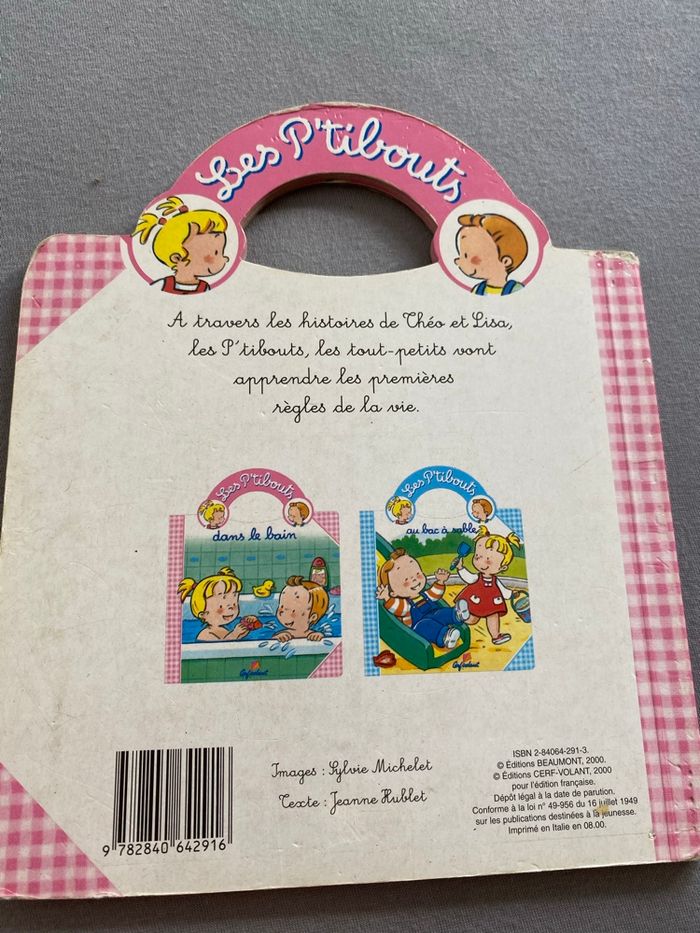 Les P'tibouts
A travers les histoires de Théo et Lisa,
les P'tibouts, les tout-petits vont
apprendre les premières
règles de la vie.
Les P'tibouts
dans le bain
Cerf-volant
Les P'tibouts
au bac à sable
Cerf-volant
Images : Sylvie Michelet
Texte : Jeanne Hublet
9 782840 642916
ISBN 2-84064-291-3.
© Éditions BEAUMONT, 2000.
© Éditions CERF-VOLANT, 2000
pour l'édition française.
Dépôt légal à la date de parution.
Conforme à la loi n° 49-956 du 16 juillet 1949
sur les publications destinées à la jeunesse.
Imprimé en Italie en 08.00.